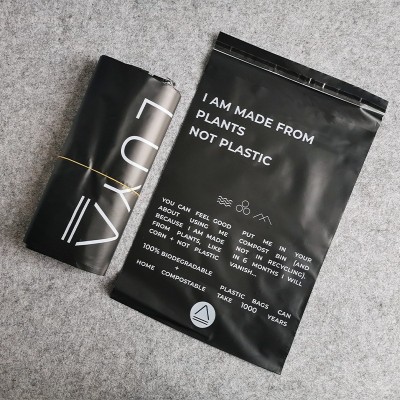 LUYA
I AM MADE FROM
PLANTS
NOT PLASTIC
YOU CAN FEEL GOOD
ABOUT USING ME
BECAUSE I AM MADE
FROM PLANTS, LIKE
CORN + NOT PLASTIC
100% BIODEGRADABLE
+
HOME COMPOSTABLE
PUT ME IN YOUR
COMPOST BIN (AND
NOT IN RECYCLING).
IN 6 MONTHS I WILL
VANISH...
PLASTIC BAGS CAN
TAKE 1000 YEARS